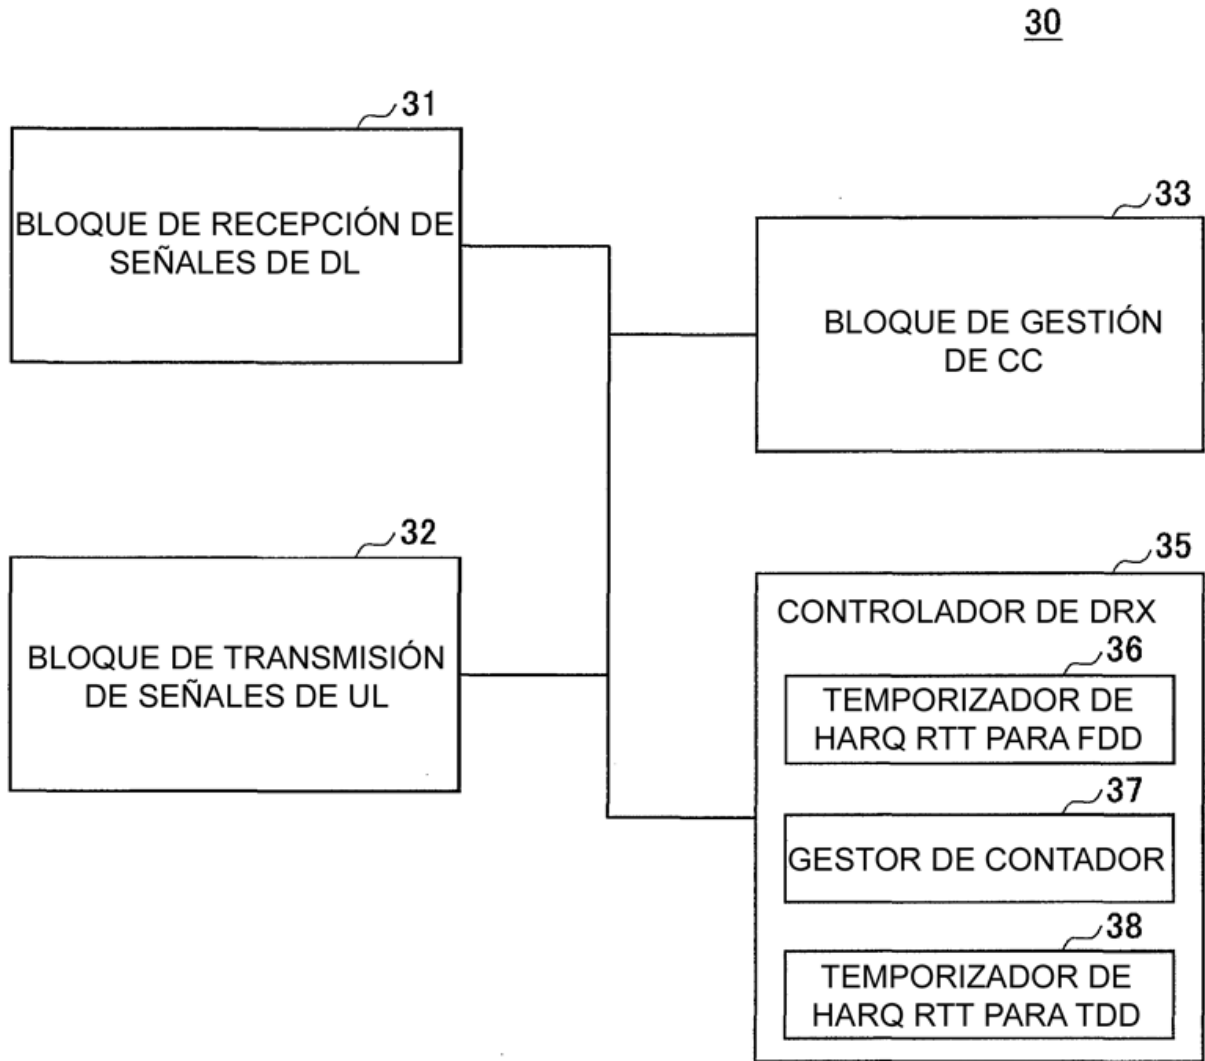 30
31
BLOQUE DE RECEPCIÓN DE
SEÑALES DE DL
33
BLOQUE DE GESTIÓN
DE CC
32
BLOQUE DE TRANSMISIÓN
DE SEÑALES DE UL
35
CONTROLADOR DE DRX
36
TEMPORIZADOR DE
HARQ RTT PARA FDD
37
GESTOR DE CONTADOR
38
TEMPORIZADOR DE
HARQ RTT PARA TDD